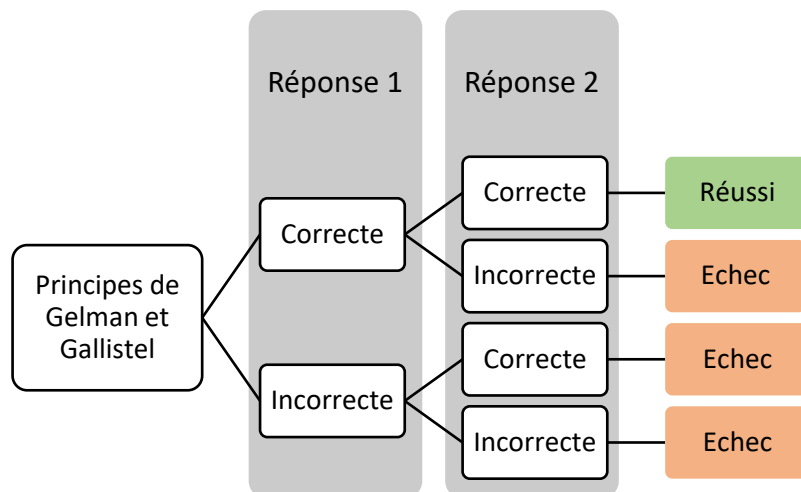 Réponse 1
Réponse 2
Principes de
Gelman et
Gallistel
Correcte
Correcte
Réussi
Incorrecte
Echec
Incorrecte
Correcte
Echec
Incorrecte
Echec